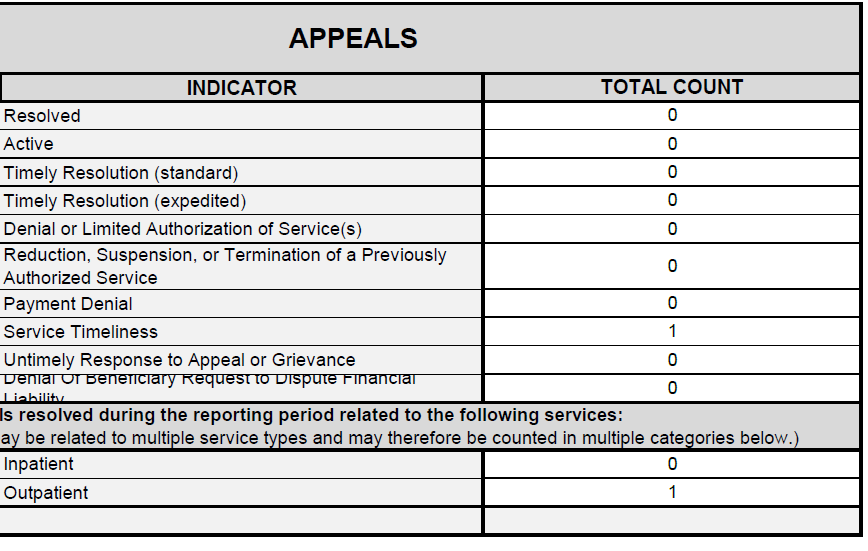 APPEALS
INDICATOR TOTAL COUNT
Resolved 0
Active 0
Timely Resolution (standard) 0
Timely Resolution (expedited) 0
Denial or Limited Authorization of Service(s) 0
Reduction, Suspension, or Termination of a Previously
Authorized Service 0
Payment Denial 0
Service Timeliness 1
Untimely Response to Appeal or Grievance 0
Denial Of Beneficiary Request to Dispute Financial
Liability 0
ls resolved during the reporting period related to the following services:
ay be related to multiple service types and may therefore be counted in multiple categories below.)
Inpatient 0
Outpatient 1